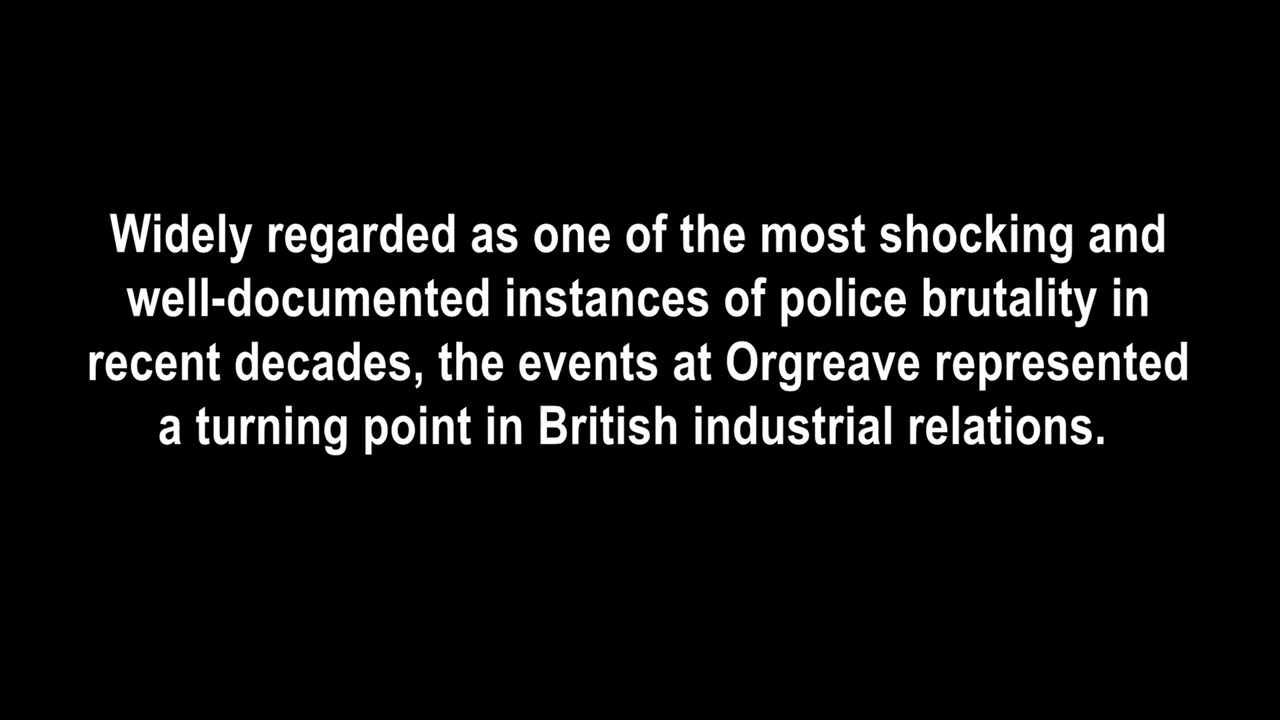 Widely regarded as one of the most shocking and
well-documented instances of police brutality in
recent decades, the events at Orgreave represented
a turning point in British industrial relations.